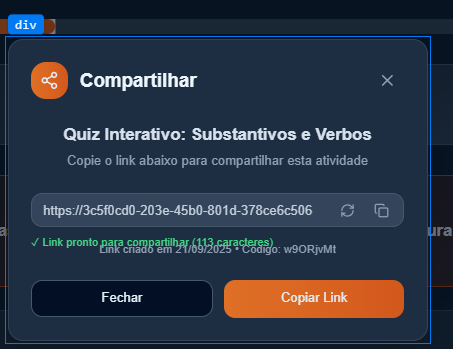 div
Compartilhar
Quiz Interativo: Substantivos e Verbos
Copie o link abaixo para compartilhar esta atividade
https://3c5f0cd0-203e-45b0-801d-378ce6c506
✓ Link pronto para compartilhar (113 caracteres)
Link criado em 21/09/2025 • Código: w9ORjvMt
Fechar
Copiar Link